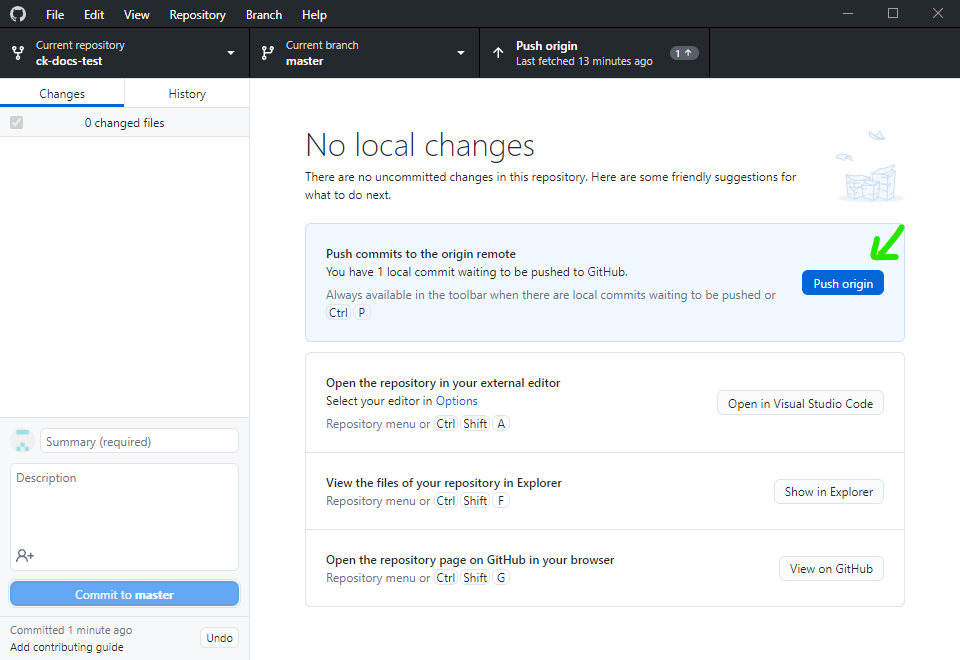 File Edit View Repository Branch Help
Current repository
ck-docs-test
Current branch
master
Push origin
Last fetched 13 minutes ago
1
Changes History
0 changed files
No local changes
There are no uncommitted changes in this repository. Here are some friendly suggestions for
what to do next.
Push commits to the origin remote
You have 1 local commit waiting to be pushed to GitHub.
Always available in the toolbar when there are local commits waiting to be pushed or
Ctrl P
Push origin
Open the repository in your external editor
Select your editor in Options
Repository menu or Ctrl Shift A
Open in Visual Studio Code
View the files of your repository in Explorer
Repository menu or Ctrl Shift F
Show in Explorer
Open the repository page on GitHub in your browser
Repository menu or Ctrl Shift G
View on GitHub
Summary (required)
Description
Commit to master
Committed 1 minute ago
Add contributing guide
Undo